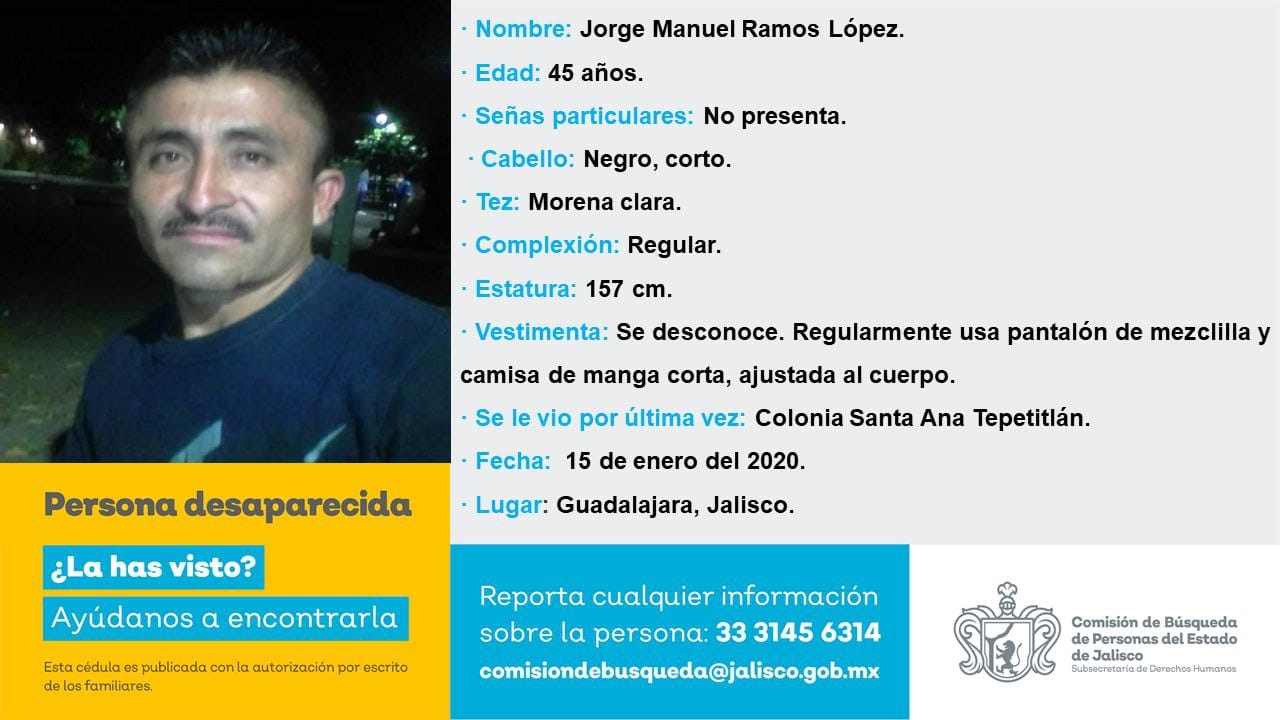 · Nombre: Jorge Manuel Ramos López.
· Edad: 45 años.
· Señas particulares: No presenta.
· Cabello: Negro, corto.
· Tez: Morena clara.
· Complexión: Regular.
· Estatura: 157 cm.
· Vestimenta: Se desconoce. Regularmente usa pantalón de mezclilla y
camisa de manga corta, ajustada al cuerpo.
· Se le vio por última vez: Colonia Santa Ana Tepetitlán.
· Fecha: 15 de enero del 2020.
· Lugar: Guadalajara, Jalisco.
Persona desaparecida
¿La has visto?
Ayúdanos a encontrarla
Esta cédula es publicada con la autorización por escrito
de los familiares.
Reporta cualquier información
sobre la persona: 33 3145 6314
comisiondebusqueda@jalisco.gob.mx
Comisión de Búsqueda
de Personas del Estado
de Jalisco
Subsecretaría de Derechos Humanos